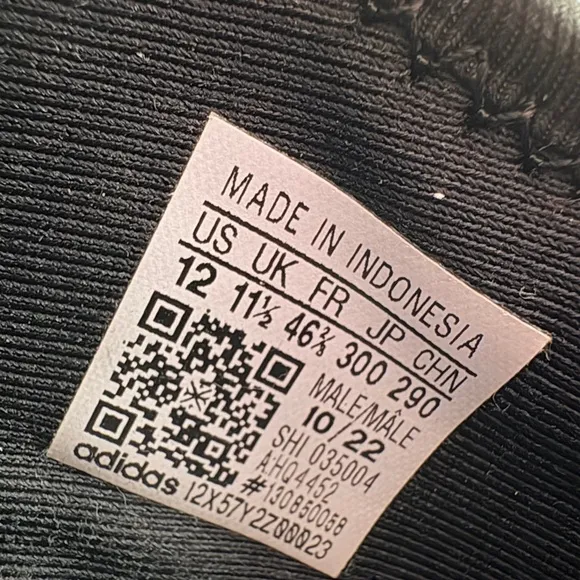 MADE IN INDONESIA
US UK FR JP CHN
12 11½ 46⅔ 300 290
MALE/MÂLE
10/22
SHI 035004
AHQ4452
#130850058
adidas 12X57Y2Z00023